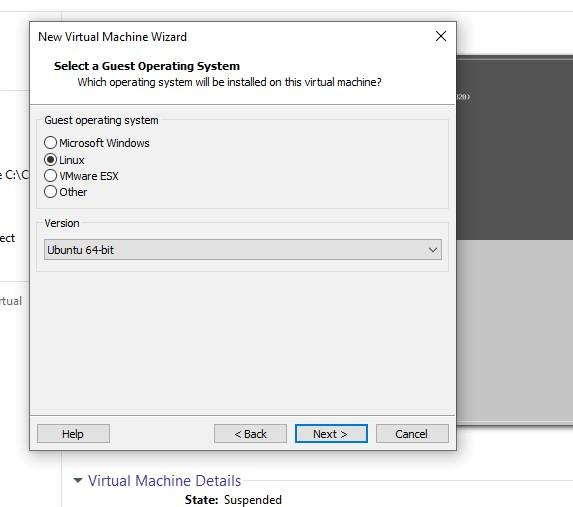 New Virtual Machine Wizard
Select a Guest Operating System
Which operating system will be installed on this virtual machine?
Guest operating system
Microsoft Windows
Linux
VMware ESX
Other
Version
Ubuntu 64-bit
Help
< Back
Next >
Cancel
e C:\C
ect
rtual
320)
Virtual Machine Details
State: Suspended